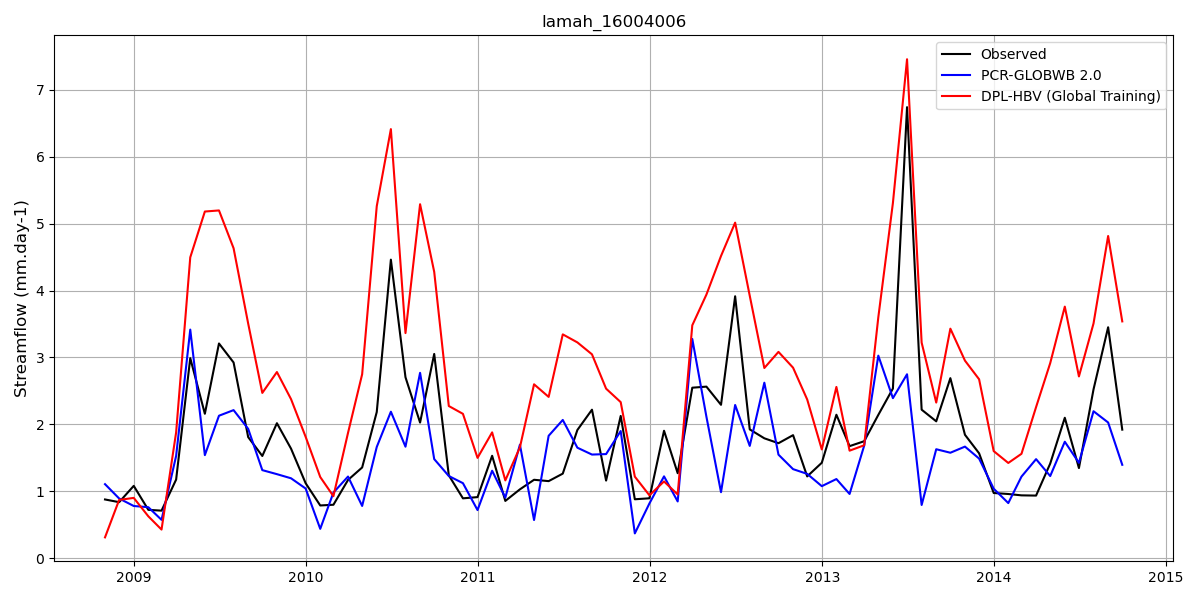 lamah_16004006
Observed
PCR-GLOBWB 2.0
DPL-HBV (Global Training)
Streamflow (mm.day-1)
7
6
5
4
3
2
1
0
2009 2010 2011 2012 2013 2014 2015